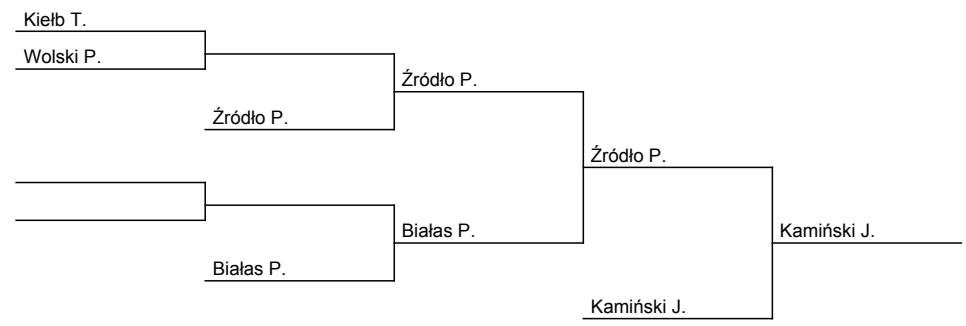 Kiełb T.
Wolski P.
Źródło P.
Źródło P.
Źródło P.
Białas P.
Kamiński J.
Białas P.
Kamiński J.